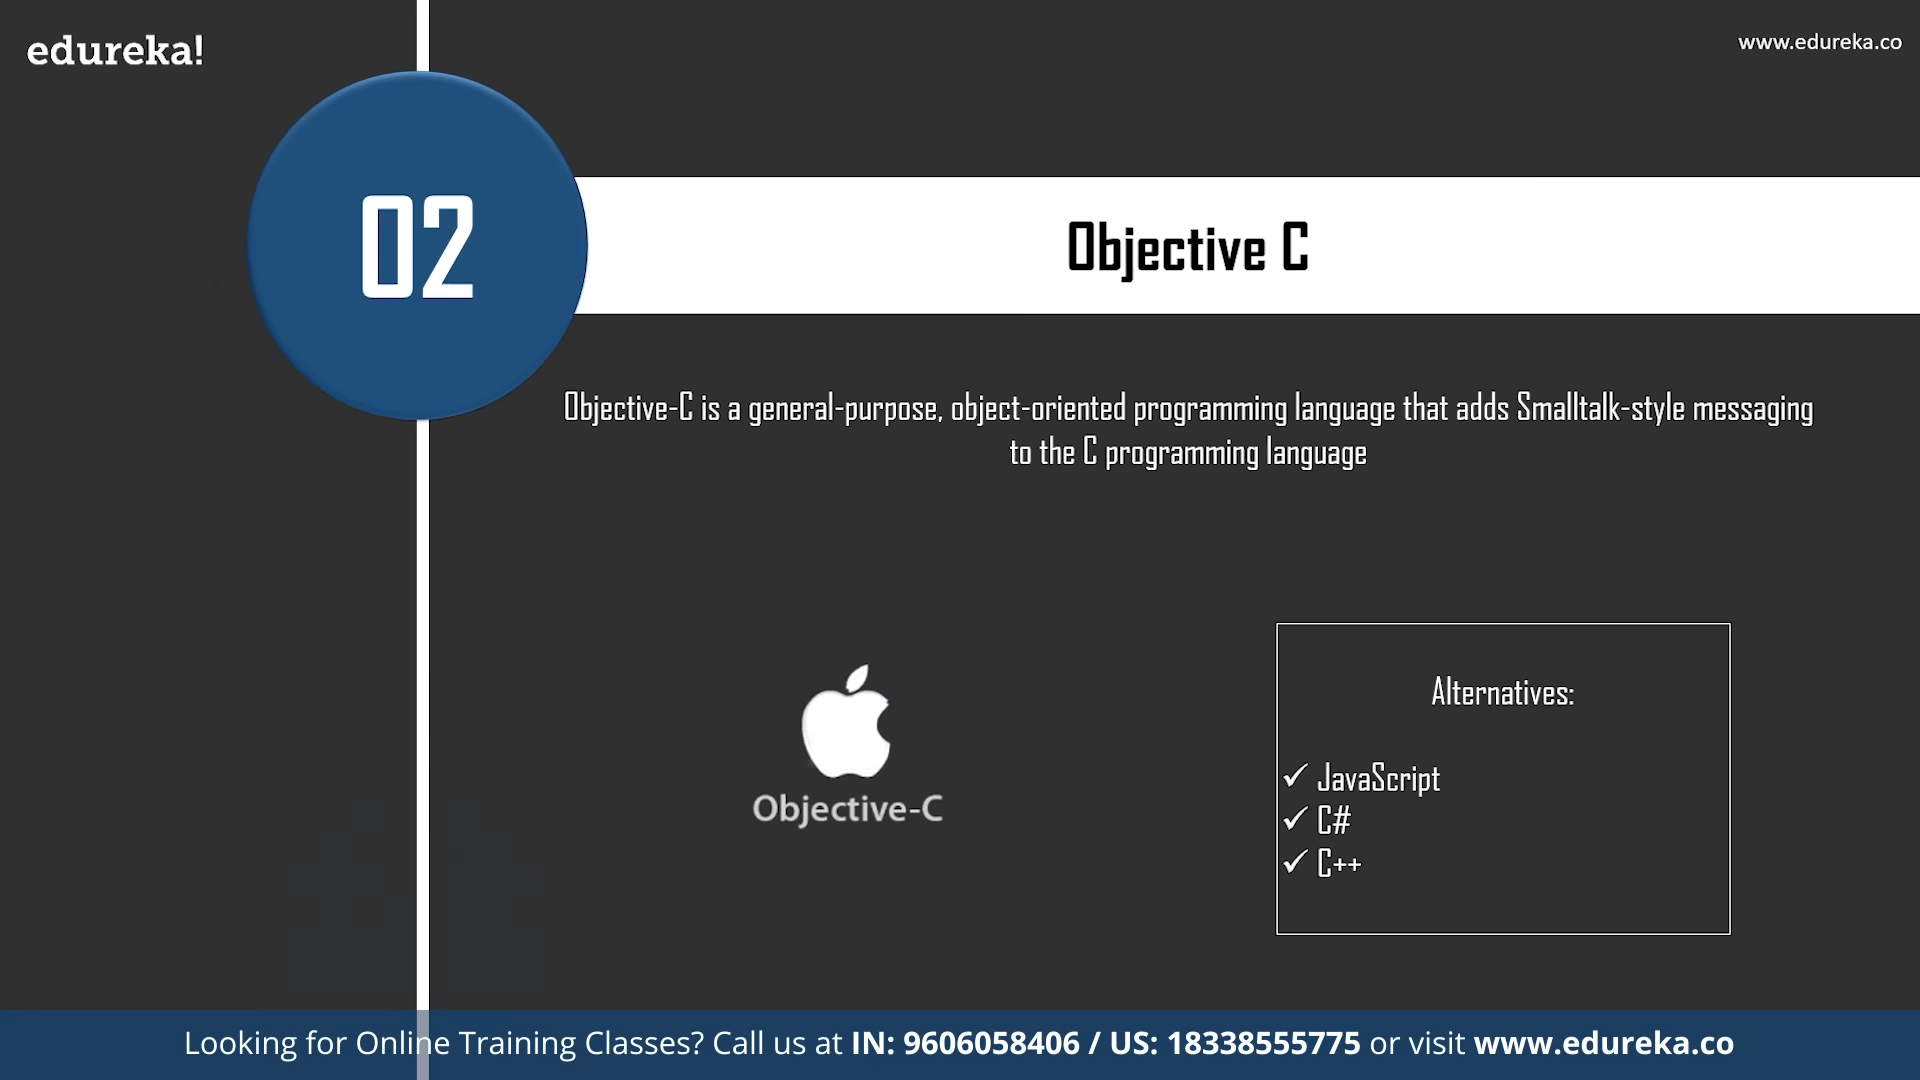 edureka!
www.edureka.co
02
Objective C
Objective-C is a general-purpose, object-oriented programming language that adds Smalltalk-style messaging
to the C programming language
Objective-C
Alternatives:
✓ JavaScript
✓ C#
✓ C++
Looking for Online Training Classes? Call us at IN: 9606058406 / US: 18338555775 or visit www.edureka.co